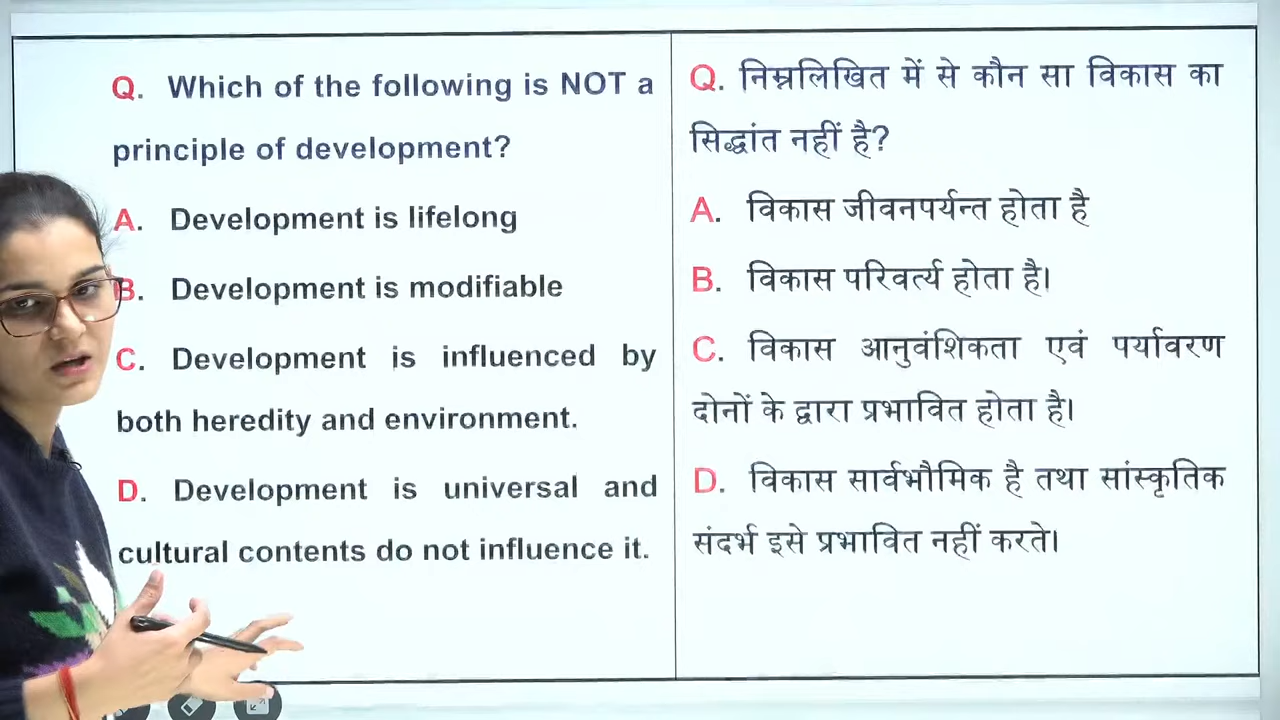 Q. Which of the following is NOT a
principle of development?
A. Development is lifelong
B. Development is modifiable
C. Development is influenced by
both heredity and environment.
D. Development is universal and
cultural contents do not influence it.
Q. निम्नलिखित में से कौन सा विकास का
सिद्धांत नहीं है?
A. विकास जीवनपर्यन्त होता है
B. विकास परिवर्त्य होता है।
C. विकास आनुवंशिकता एवं पर्यावरण
दोनों के द्वारा प्रभावित होता है।
D. विकास सार्वभौमिक है तथा सांस्कृतिक
संदर्भ इसे प्रभावित नहीं करते।